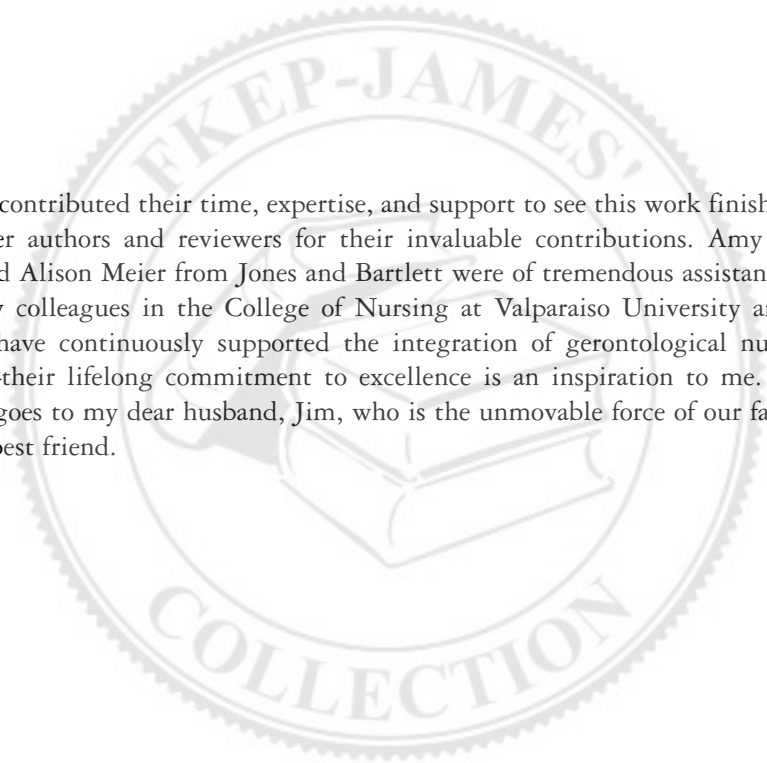 FKEP-JAMES'
contributed their time, expertise, and support to see this work finish
er authors and reviewers for their invaluable contributions. Amy
d Alison Meier from Jones and Bartlett were of tremendous assistan
y colleagues in the College of Nursing at Valparaiso University a
have continuously supported the integration of gerontological nu
-their lifelong commitment to excellence is an inspiration to me.
goes to my dear husband, Jim, who is the unmovable force of our fa
best friend.
COLLECTION